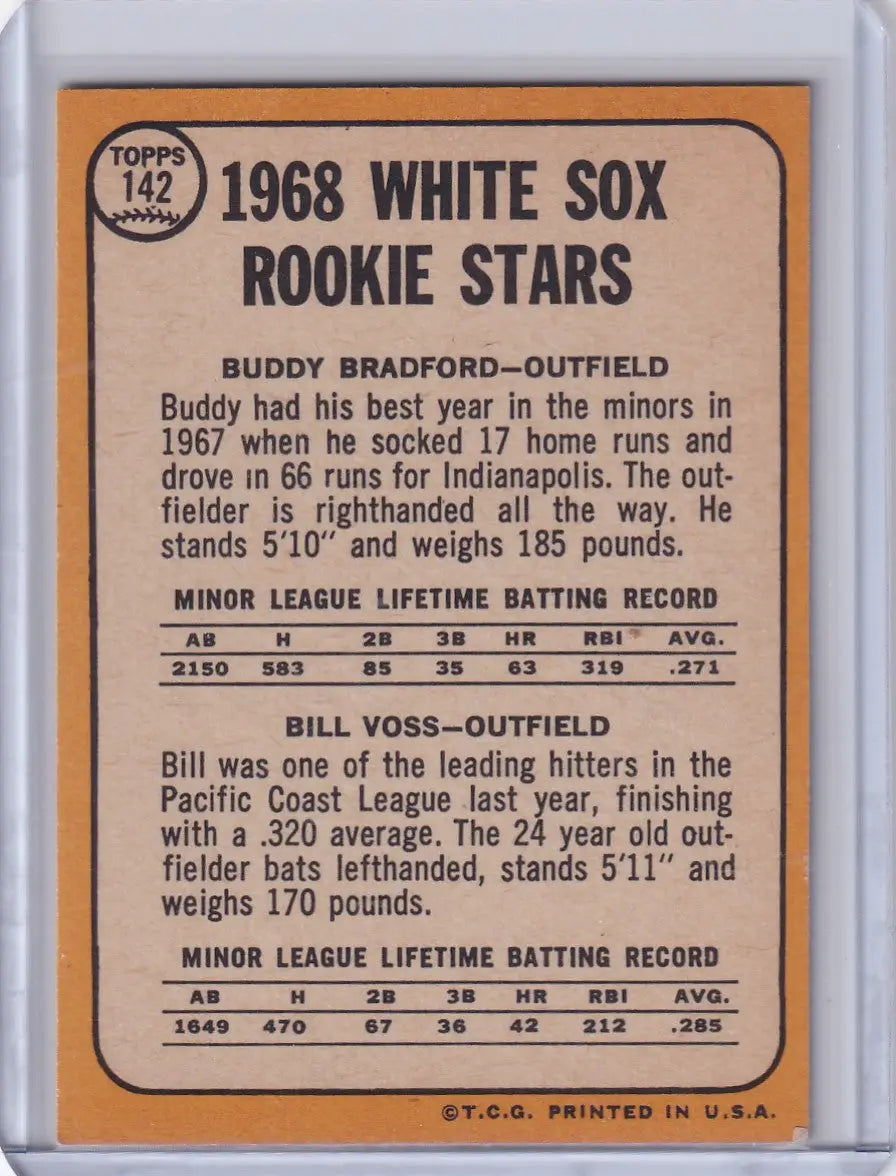 TOPPS
142
1968 WHITE SOX
ROOKIE STARS
BUDDY BRADFORD—OUTFIELD
Buddy had his best year in the minors in
1967 when he socked 17 home runs and
drove in 66 runs for Indianapolis. The out-
fielder is righthanded all the way. He
stands 5'10" and weighs 185 pounds.
MINOR LEAGUE LIFETIME BATTING RECORD
AB H 2B 3B HR RBI AVG.
2150 583 85 35 63 319 .271
BILL VOSS—OUTFIELD
Bill was one of the leading hitters in the
Pacific Coast League last year, finishing
with a .320 average. The 24 year old out-
fielder bats lefthanded, stands 5'11" and
weighs 170 pounds.
MINOR LEAGUE LIFETIME BATTING RECORD
AB H 2B 3B HR RBI AVG.
1649 470 67 36 42 212 .285
©T.C.G. PRINTED IN U.S.A.